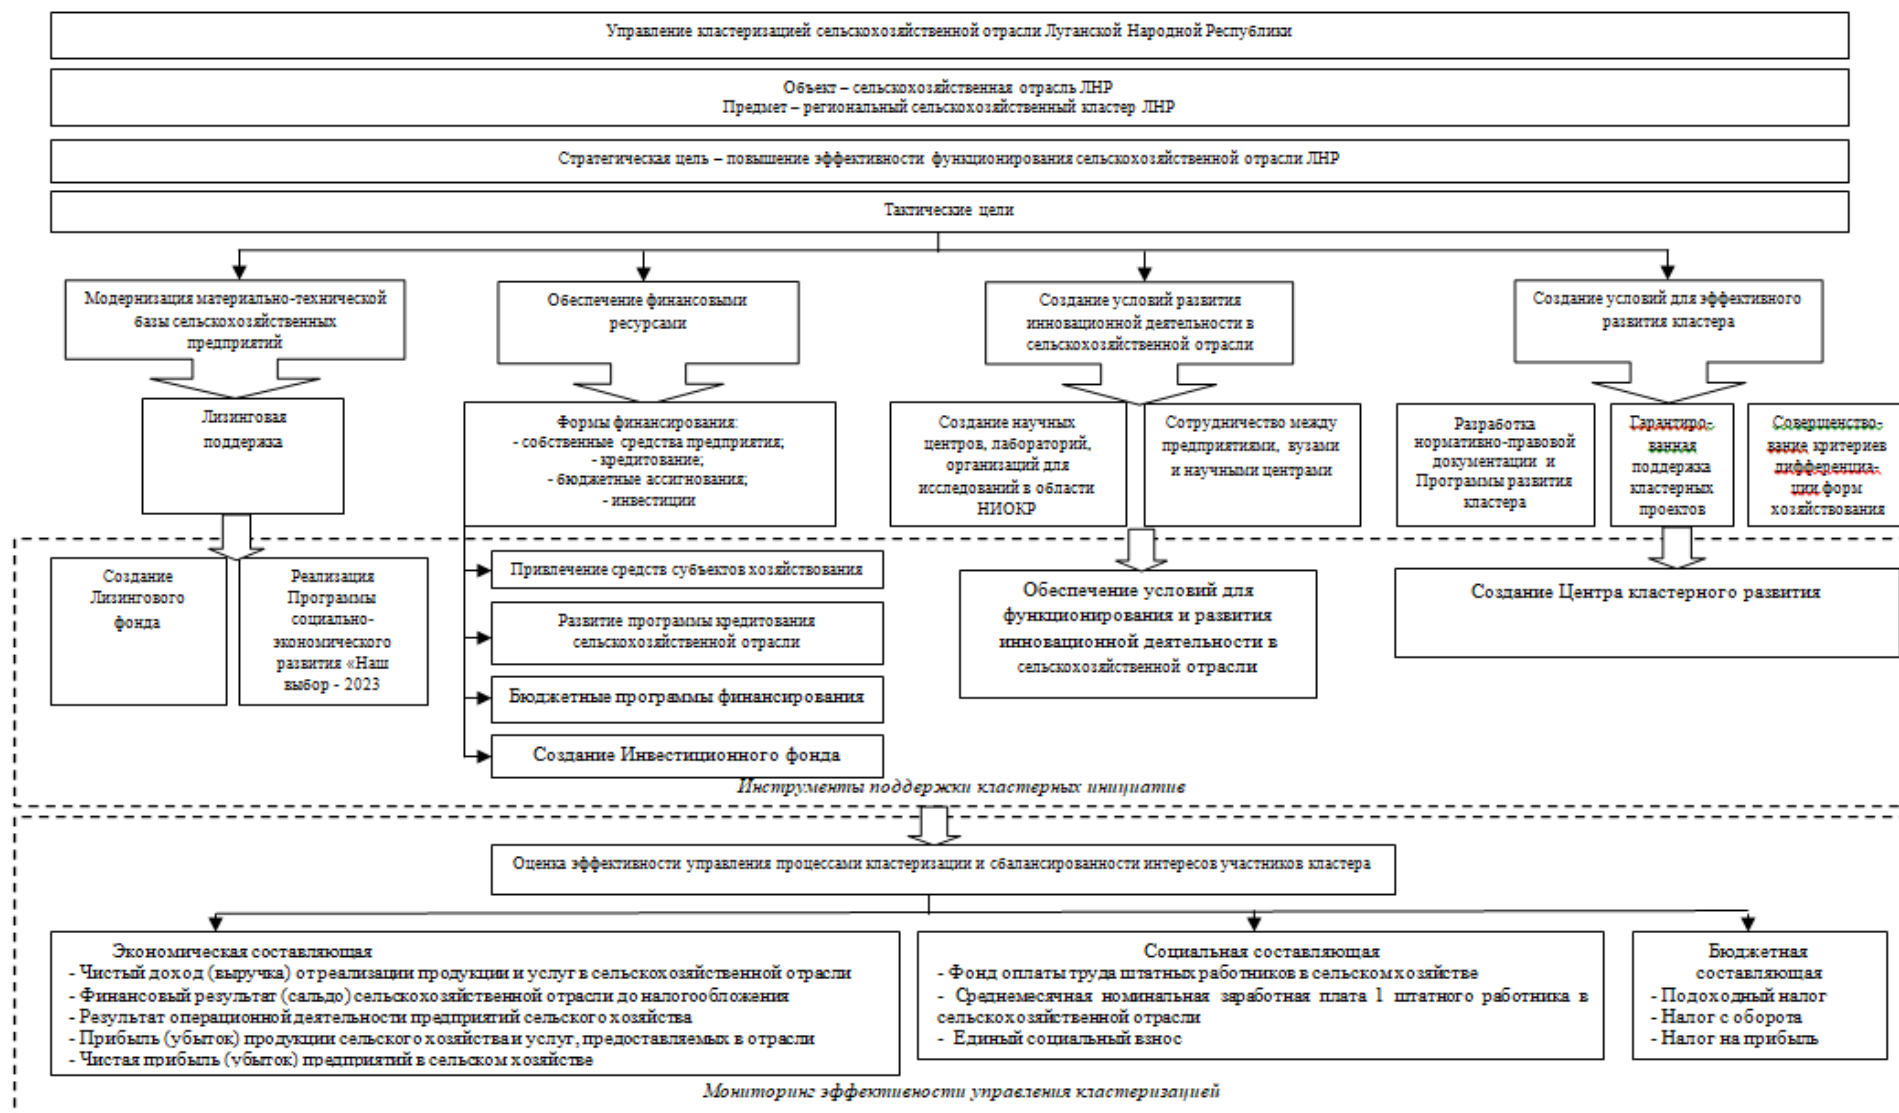 Управление кластеризацией сельскохозяйственной отрасли Луганской Народной Республики
Объект – сельскохозяйственная отрасль ЛНР
Предмет – региональный сельскохозяйственный кластер ЛНР
Стратегическая цель – повышение эффективности функционирования сельскохозяйственной отрасли ЛНР
Тактические цели
Модернизация материально-технической
базы сельскохозяйственных
предприятий
Обеспечение финансовыми
ресурсами
Создание условий развития
инновационной деятельности в
сельскохозяйственной отрасли
Создание условий для эффективного
развития кластера
Лизинговая
поддержка
Формы финансирования:
- собственные средства предприятия;
- кредитование;
- бюджетные ассигнования;
- инвестиции
Создание научных
центров, лабораторий,
организаций для
исследований в области
НИОКР
Сотрудничество между
предприятиями, вузами
и научными центрами
Разработка
нормативно-правовой
документации и
Программы развития
кластера
Гарантиро-
ванная
поддержка
кластерных
проектов
Совершенство-
вание критериев
дифференциа-
ции форм
хозяйствования
Создание
Лизингового
фонда
Реализация
Программы
социально-
экономического
развития «Наш
выбор - 2023
Привлечение средств субъектов хозяйствования
Развитие программы кредитования
сельскохозяйственной отрасли
Бюджетные программы финансирования
Создание Инвестиционного фонда
Обеспечение условий для
функционирования и развития
инновационной деятельности в
сельскохозяйственной отрасли
Создание Центра кластерного развития
Инструменты поддержки кластерных инициатив
Оценка эффективности управления процессами кластеризации и сбалансированности интересов участников кластера
Экономическая составляющая
- Чистый доход (выручка) от реализации продукции и услуг в сельскохозяйственной отрасли
- Финансовый результат (сальдо) сельскохозяйственной отрасли до налогообложения
- Результат операционной деятельности предприятий сельского хозяйства
- Прибыль (убыток) продукции сельского хозяйства и услуг, предоставляемых в отрасли
- Чистая прибыль (убыток) предприятий в сельском хозяйстве
Социальная составляющая
- Фонд оплаты труда штатных работников в сельском хозяйстве
- Среднемесячная номинальная заработная плата 1 штатного работника в
сельскохозяйственной отрасли
- Единый социальный взнос
Бюджетная
составляющая
- Подоходный налог
- Налог с оборота
- Налог на прибыль
Мониторинг эффективности управления кластеризацией